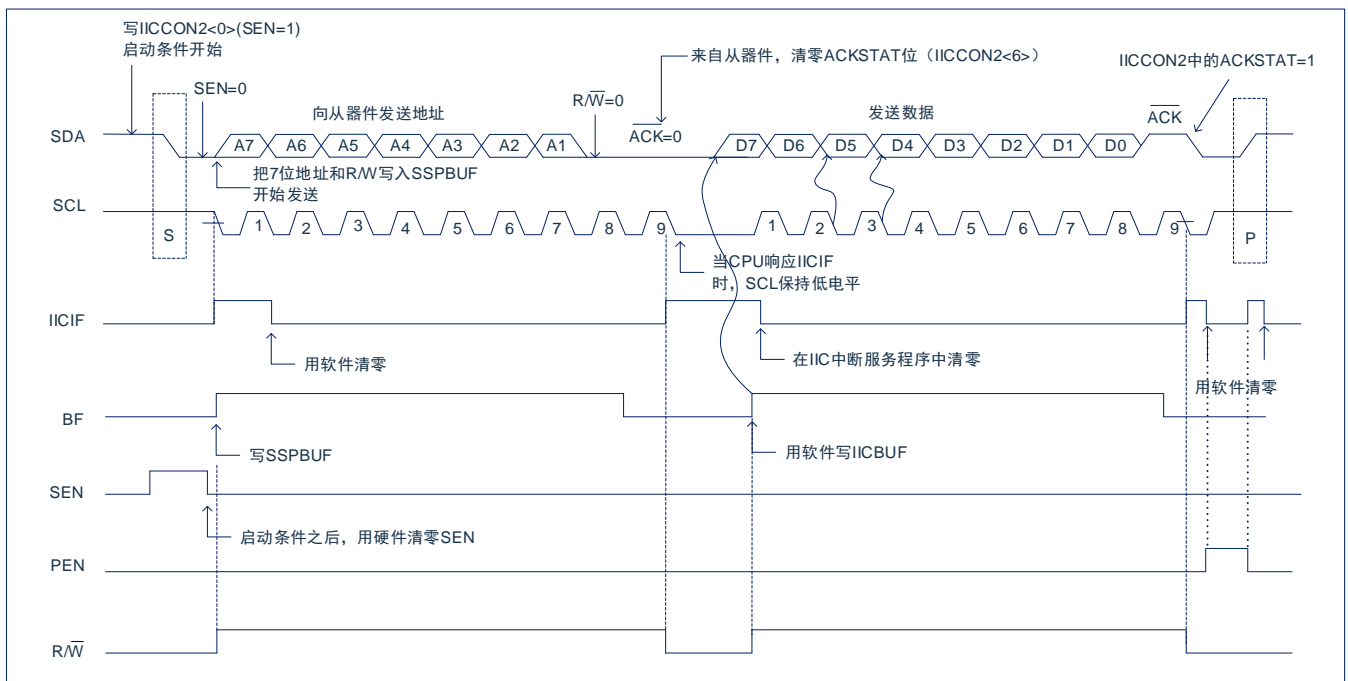 写IICCON2<0>(SEN=1)
启动条件开始
来自从器件，清零ACKSTAT位（IICCON2<6>）
IICCON2中的ACKSTAT=1
SEN=0
向从器件发送地址
R/W=0
ACK=0
发送数据
ACK
SDA
A7 A6 A5 A4 A3 A2 A1
D7 D6 D5 D4 D3 D2 D1 D0
把7位地址和R/W写入SSPBUF
开始发送
SCL
S
1 2 3 4 5 6 7 8 9
1 2 3 4 5 6 7 8 9
P
当CPU响应IICIF
时，SCL保持低电平
IICIF
用软件清零
在IIC中断服务程序中清零
用软件清零
BF
写SSPBUF
用软件写IICBUF
SEN
启动条件之后，用硬件清零SEN
PEN
R/W